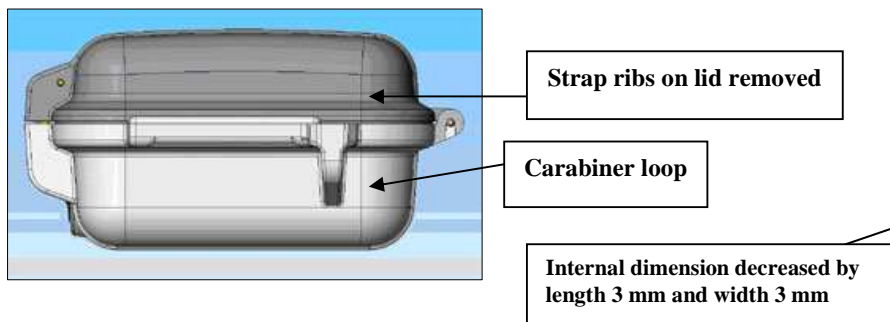 Strap ribs on lid removed
Carabiner loop
Internal dimension decreased by
length 3 mm and width 3 mm